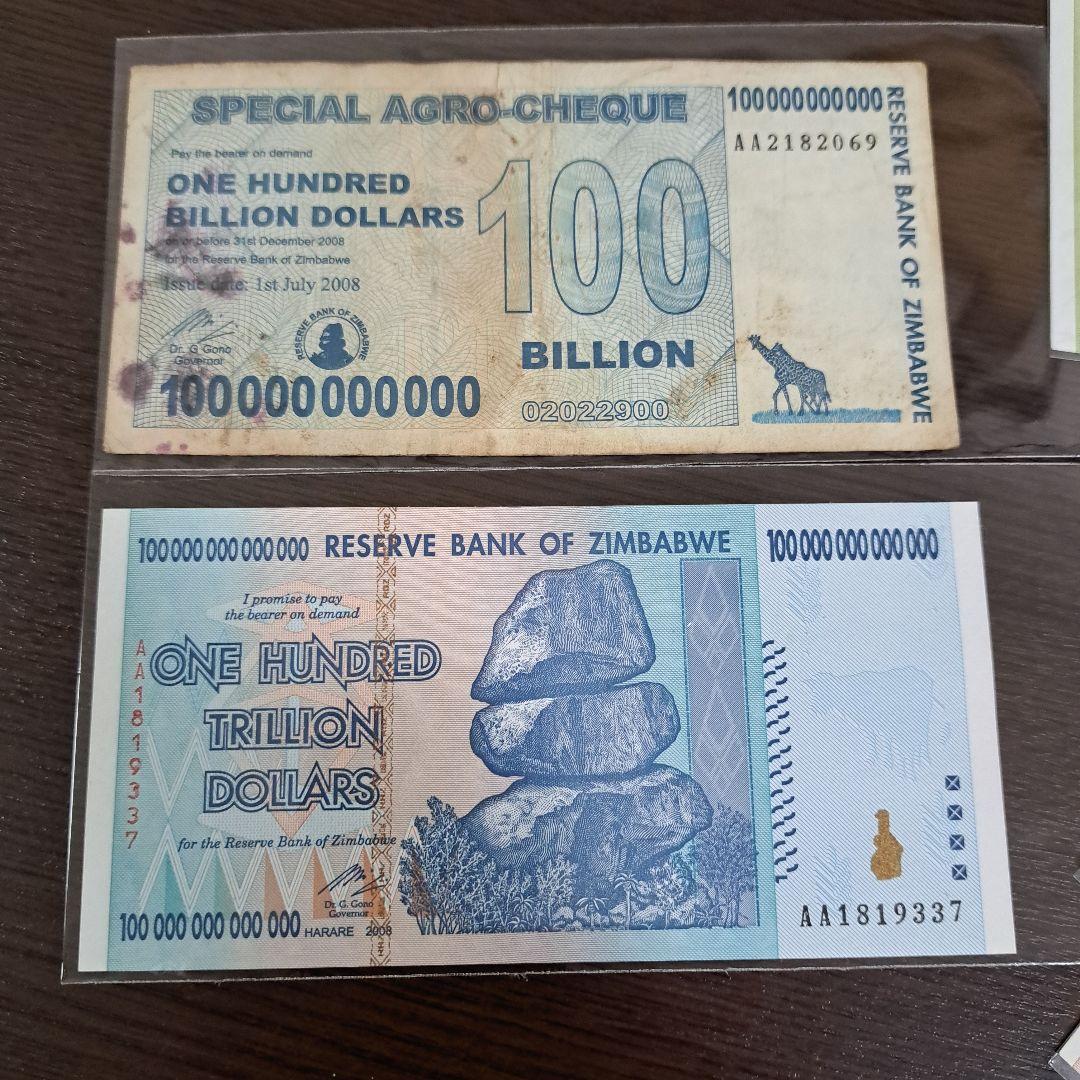 SPECIAL AGRO-CHEQUE
100000000000
AA2182069
Pay the bearer on demand
ONE HUNDRED
BILLION DOLLARS
on or before 31st December 2008
for the Reserve Bank of Zimbabwe
Issue date: 1st July 2008
Dr. G Gono
Governor
RESERVE BANK OF ZIMBABWE
100000000000
100
BILLION
02022900
RESERVE BANK OF ZIMBABWE
100 000 000 000 000
RESERVE BANK OF ZIMBABWE
100 000 000 000 000
I promise to pay
the bearer on demand
ONE HUNDRED
TRILLION
DOLLARS
for the Reserve Bank of Zimbabwe
Dr. G. Gono
Governor
100 000 000 000 000 HARARE 2008
AA1819337
AA1819337